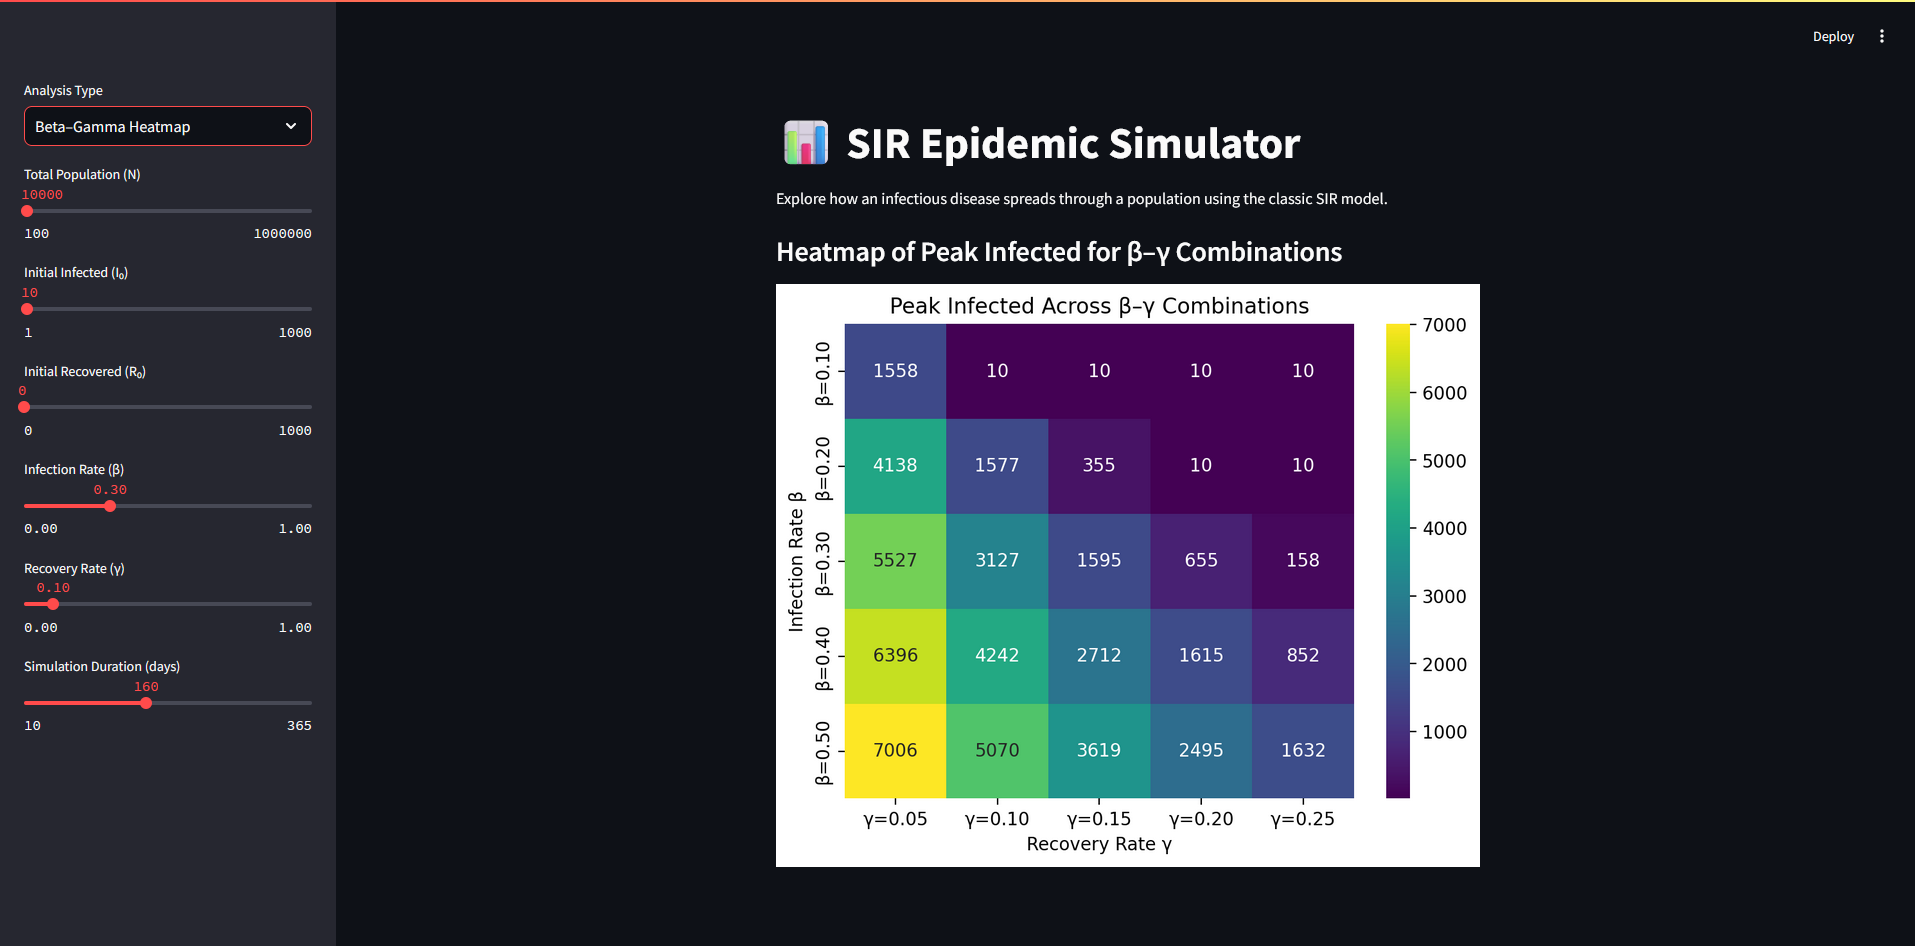 Deploy
Analysis Type
Beta–Gamma Heatmap
Total Population (N)
10000
100 1000000
Initial Infected (I₀)
10
1 1000
Initial Recovered (R₀)
0
0 1000
Infection Rate (β)
0.30
0.00 1.00
Recovery Rate (γ)
0.10
0.00 1.00
Simulation Duration (days)
160
10 365
SIR Epidemic Simulator
Explore how an infectious disease spreads through a population using the classic SIR model.
Heatmap of Peak Infected for β–γ Combinations
Peak Infected Across β–γ Combinations
Infection Rate β
β=0.10 1558 10 10 10 10
β=0.20 4138 1577 355 10 10
β=0.30 5527 3127 1595 655 158
β=0.40 6396 4242 2712 1615 852
β=0.50 7006 5070 3619 2495 1632
γ=0.05 γ=0.10 γ=0.15 γ=0.20 γ=0.25
Recovery Rate γ
7000
6000
5000
4000
3000
2000
1000